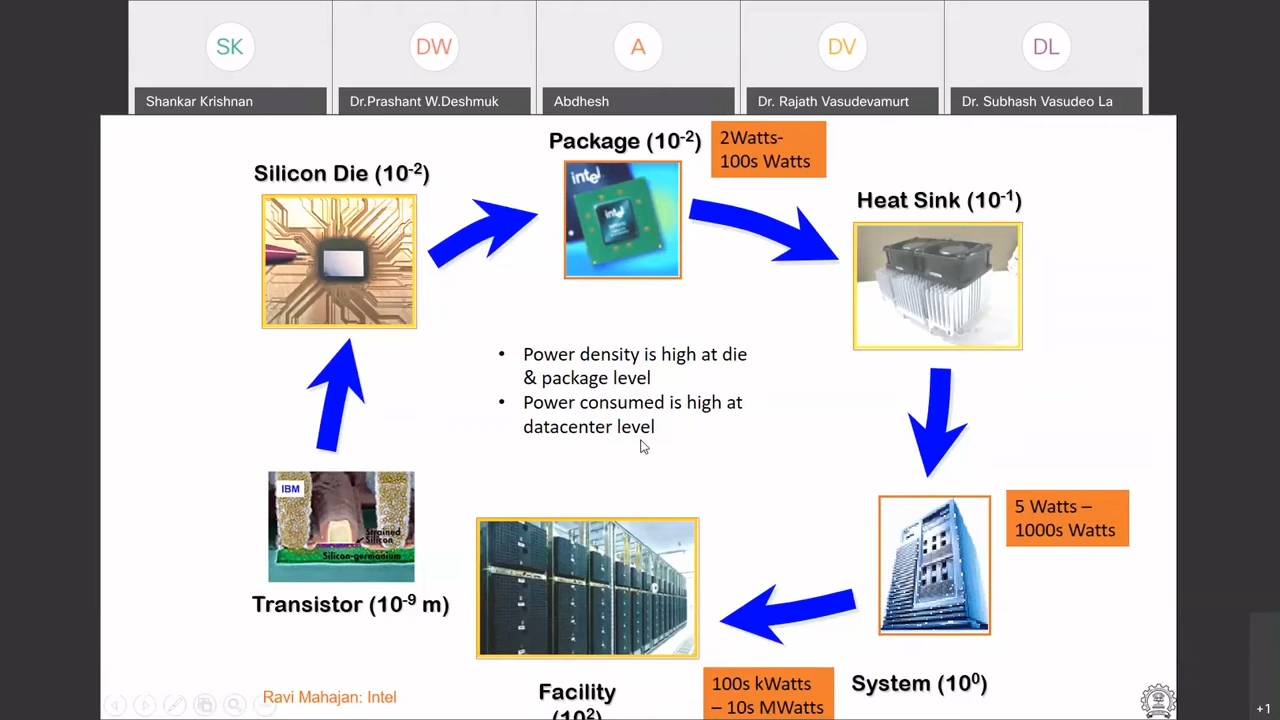 SK
DW
A
DV
DL
Shankar Krishnan
Dr.Prashant W.Deshmuk
Abdhesh
Dr. Rajath Vasudevamurt
Dr. Subhash Vasudeo La
Package (10-2)
2Watts-
100s Watts
Silicon Die (10-2)
Heat Sink (10-1)
intel
intel
• Power density is high at die
& package level
• Power consumed is high at
datacenter level
IBM
Strained
Silicon
Silicon-germanium
Transistor (10-9 m)
5 Watts –
1000s Watts
System (100)
Facility
(102)
100s kWatts
– 10s MWatts
Ravi Mahajan: Intel
+1